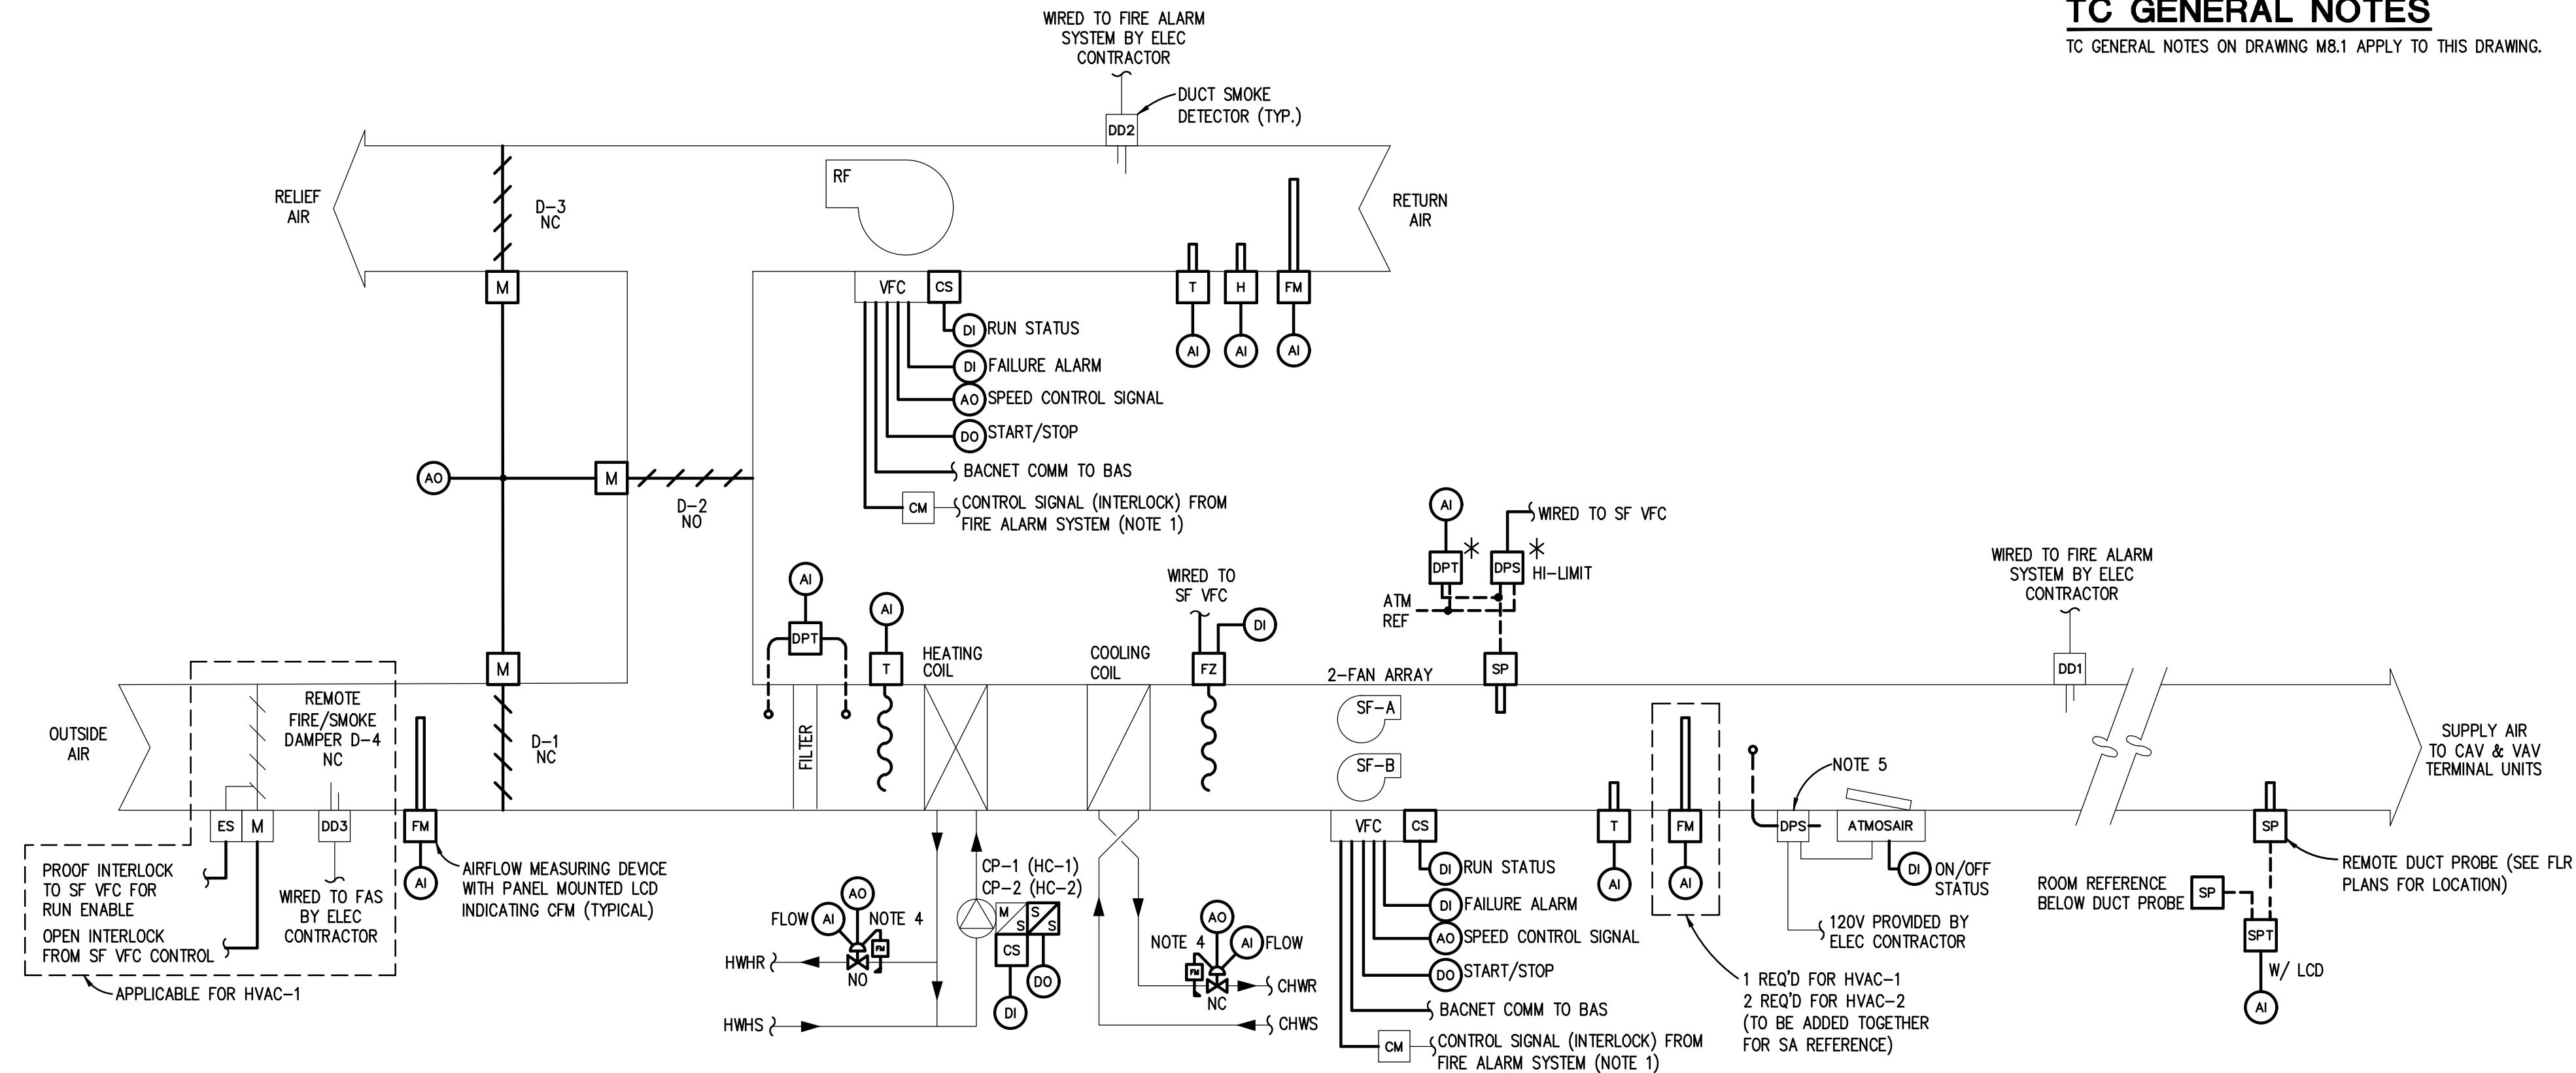 TC GENERAL NOTES
TC GENERAL NOTES ON DRAWING M8.1 APPLY TO THIS DRAWING.
WIRED TO FIRE ALARM
SYSTEM BY ELEC
CONTRACTOR
DUCT SMOKE
DETECTOR (TYP.)
DD2
RELIEF
AIR
D-3
NC
RF
RETURN
AIR
M
VFC
CS
T
H
FM
DI
RUN STATUS
AI
AI
AI
DI
FAILURE ALARM
AO
SPEED CONTROL SIGNAL
DO
START/STOP
BACNET COMM TO BAS
CM
CONTROL SIGNAL (INTERLOCK) FROM
FIRE ALARM SYSTEM (NOTE 1)
AO
M
D-2
NO
AI
WIRED TO SF VFC
DPT
*
DPS
*
HI-LIMIT
ATM
REF
WIRED TO FIRE ALARM
SYSTEM BY ELEC
CONTRACTOR
AI
DPT
AI
T
HEATING
COIL
COOLING
COIL
WIRED TO
SF VFC
DI
FZ
2-FAN ARRAY
SP
DD1
M
REMOTE
FIRE/SMOKE
DAMPER D-4
NC
OUTSIDE
AIR
D-1
NC
FILTER
SF-A
SF-B
NOTE 5
SUPPLY AIR
TO CAV & VAV
TERMINAL UNITS
ES
M
DD3
FM
AI
AIRFLOW MEASURING DEVICE
WITH PANEL MOUNTED LCD
INDICATING CFM (TYPICAL)
PROOF INTERLOCK
TO SF VFC FOR
RUN ENABLE
OPEN INTERLOCK
FROM SF VFC CONTROL
WIRED TO FAS
BY ELEC
CONTRACTOR
APPLICABLE FOR HVAC-1
CP-1 (HC-1)
CP-2 (HC-2)
FLOW
AI
AO
NOTE 4
FM
NO
HWHR
HWHS
M
S
S
S
CS
DI
DO
NOTE 4
AO
AI
FLOW
FM
NC
CHWR
CHWS
VFC
CS
DI
RUN STATUS
DI
FAILURE ALARM
AO
SPEED CONTROL SIGNAL
DO
START/STOP
BACNET COMM TO BAS
CM
CONTROL SIGNAL (INTERLOCK) FROM
FIRE ALARM SYSTEM (NOTE 1)
T
AI
FM
AI
DPS
ATMOSAIR
DI
ON/OFF
STATUS
120V PROVIDED BY
ELEC CONTRACTOR
1 REQ'D FOR HVAC-1
2 REQ'D FOR HVAC-2
(TO BE ADDED TOGETHER
FOR SA REFERENCE)
SP
REMOTE DUCT PROBE (SEE FLR
PLANS FOR LOCATION)
ROOM REFERENCE
BELOW DUCT PROBE
SP
SPT
W/ LCD
AI